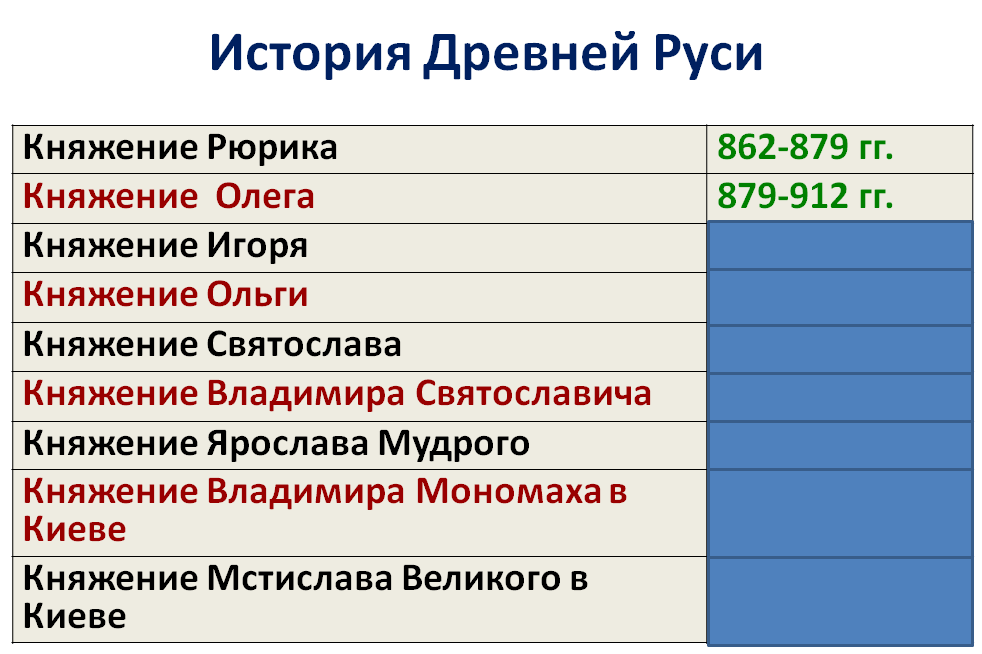 История Древней Руси
Княжение Рюрика 862-879 гг.
Княжение Олега 879-912 гг.
Княжение Игоря
Княжение Ольги
Княжение Святослава
Княжение Владимира Святославича
Княжение Ярослава Мудрого
Княжение Владимира Мономаха в
Киеве
Княжение Мстислава Великого в
Киеве